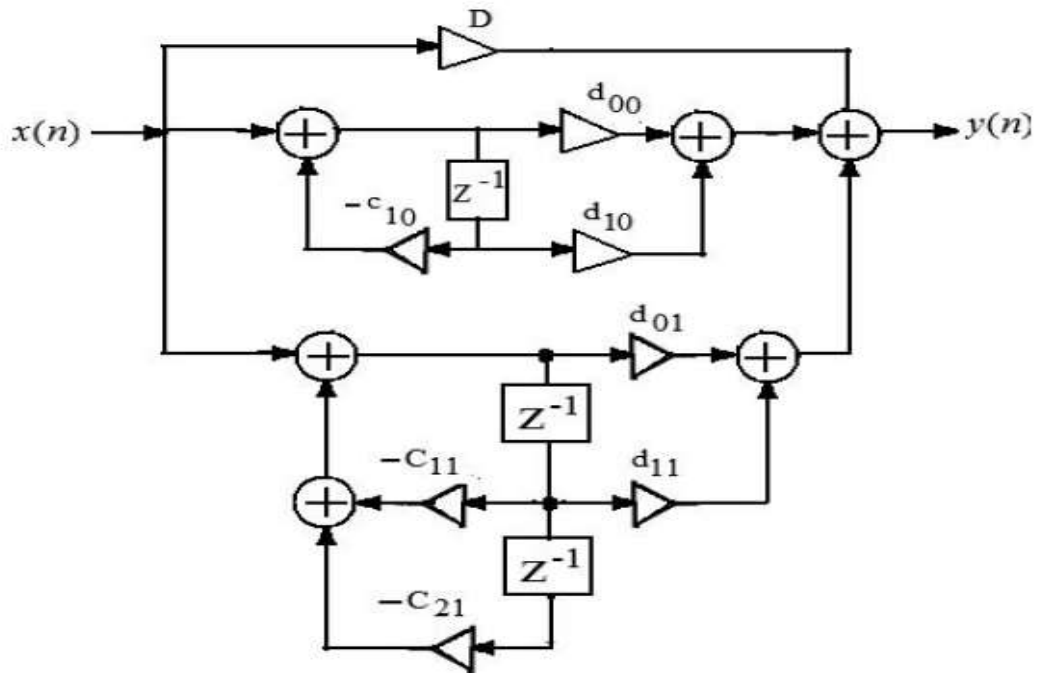 D
d₀₀
x(n)
y(n)
z⁻¹
−c₁₀
d₁₀
d₀₁
Z⁻¹
−C₁₁
d₁₁
Z⁻¹
−C₂₁